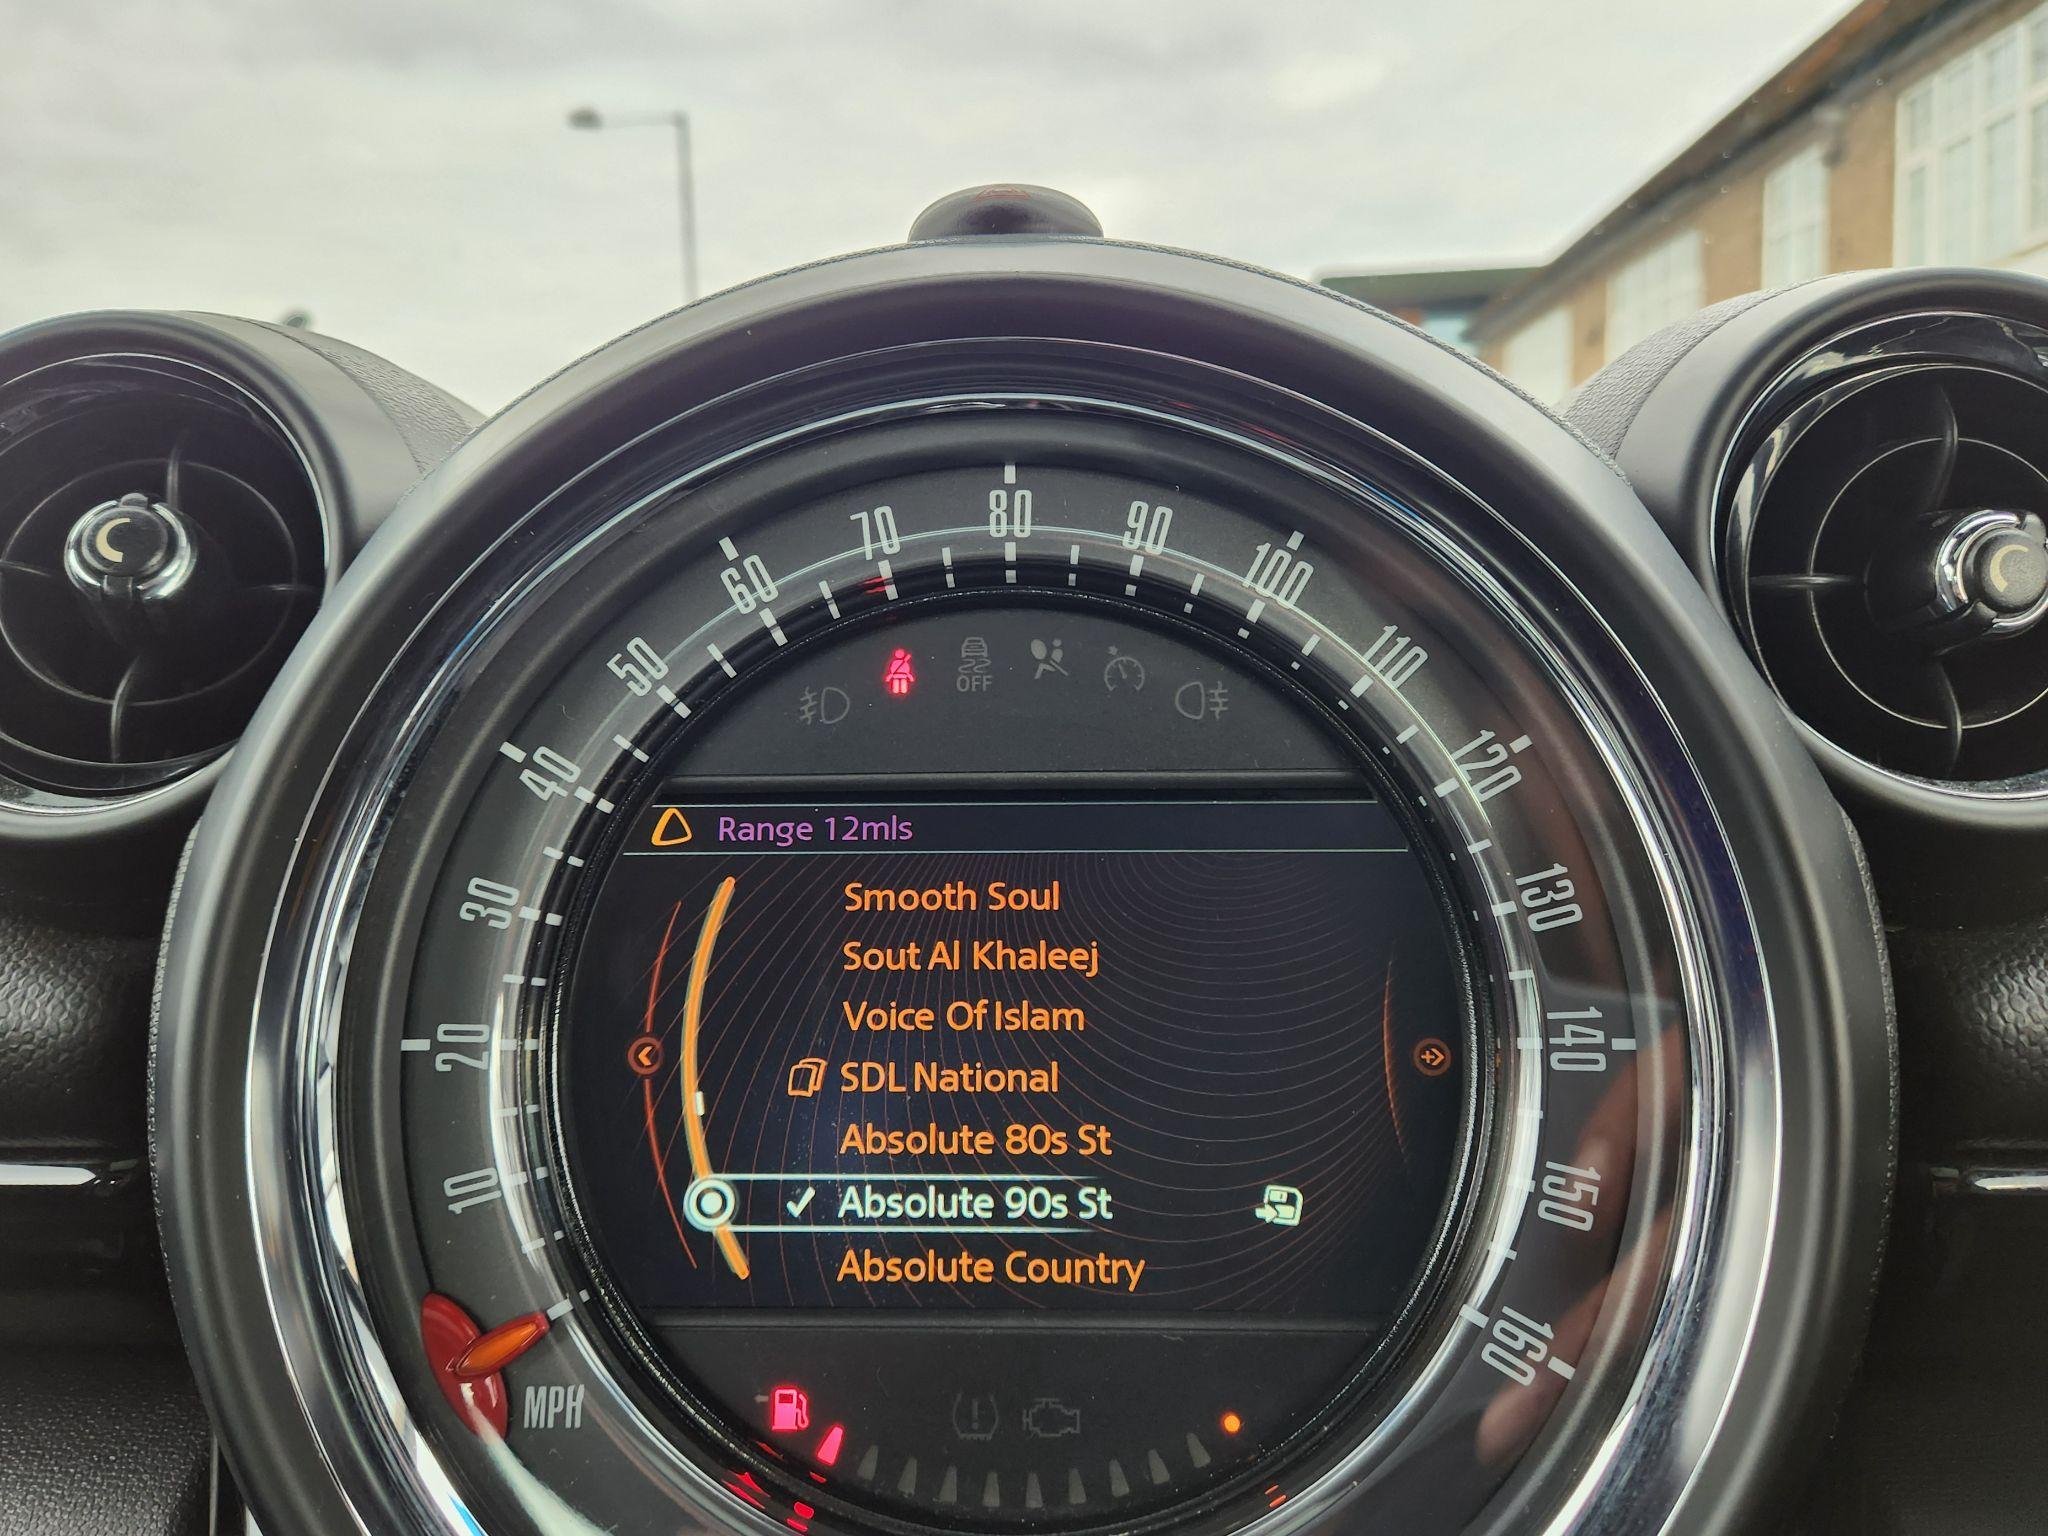 80
70
90
60
100
50
110
40
120
30
130
20
140
10
150
160
MPH
OFF
Range 12mls
Smooth Soul
Sout Al Khaleej
Voice Of Islam
SDL National
Absolute 80s St
Absolute 90s St
Absolute Country